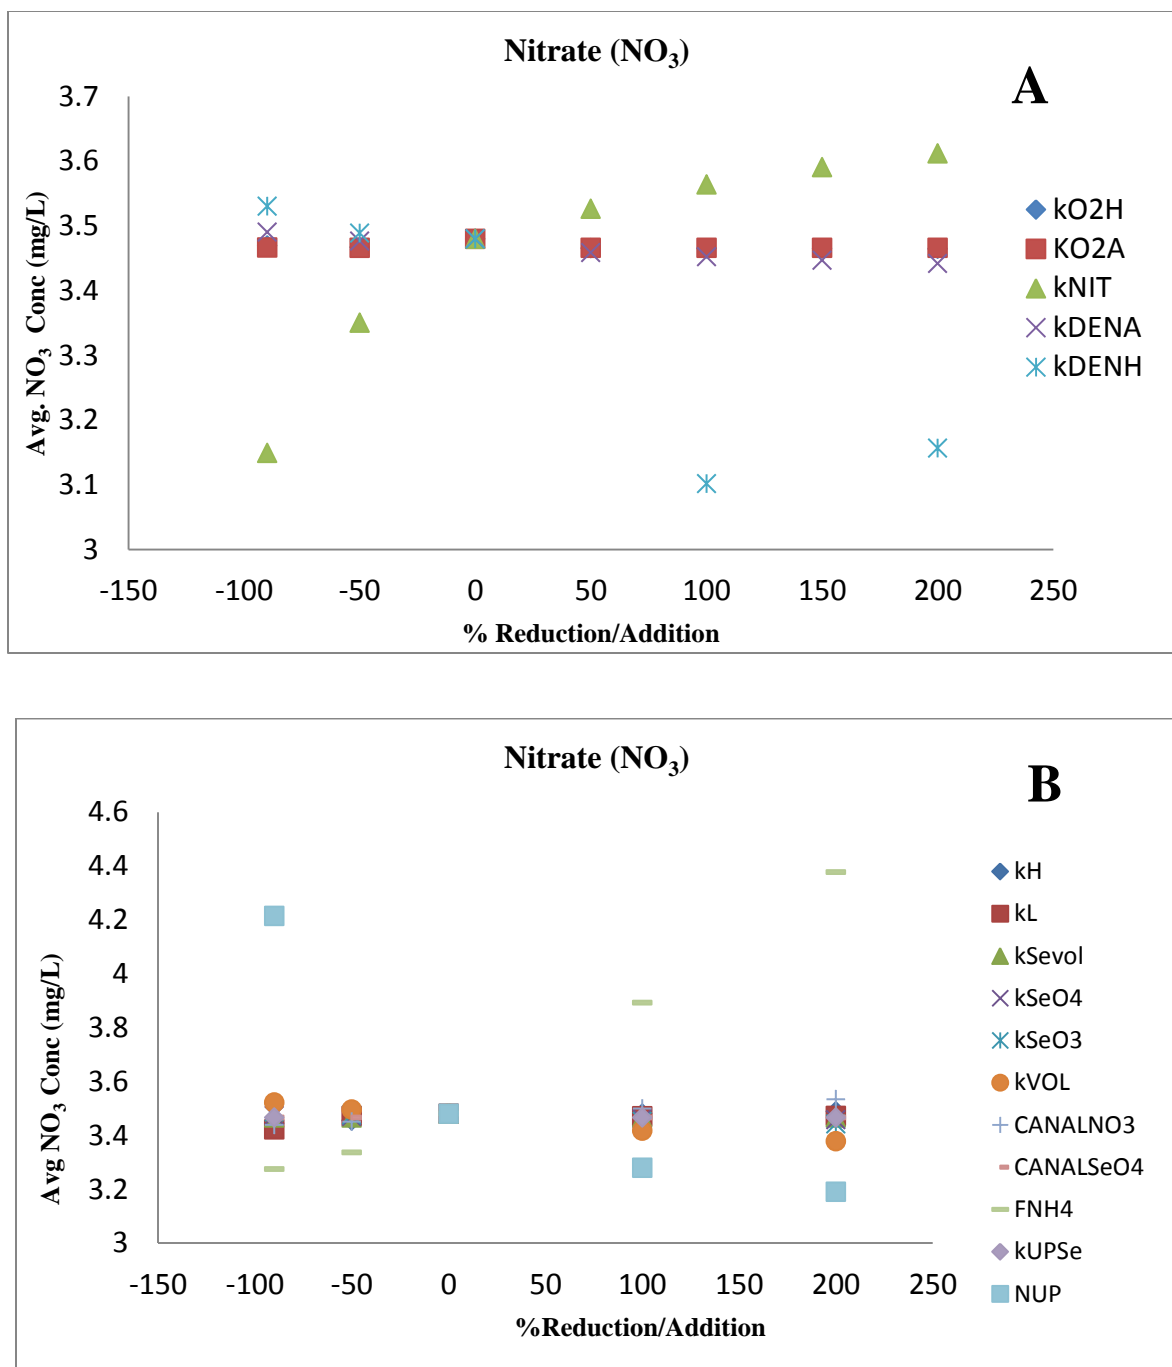 Nitrate (NO3)
A
3.7
3.6
3.5
3.4
3.3
3.2
3.1
3
Avg. NO3 Conc (mg/L)
-150 -100 -50 0 50 100 150 200 250
% Reduction/Addition
kO2H
KO2A
kNIT
kDENA
kDENH
Nitrate (NO3)
B
4.6
4.4
4.2
4
3.8
3.6
3.4
3.2
3
Avg NO3 Conc (mg/L)
-150 -100 -50 0 50 100 150 200 250
%Reduction/Addition
kH
kL
kSevol
kSeO4
kSeO3
kVOL
CANALNO3
CANALSeO4
FNH4
kUPSe
NUP